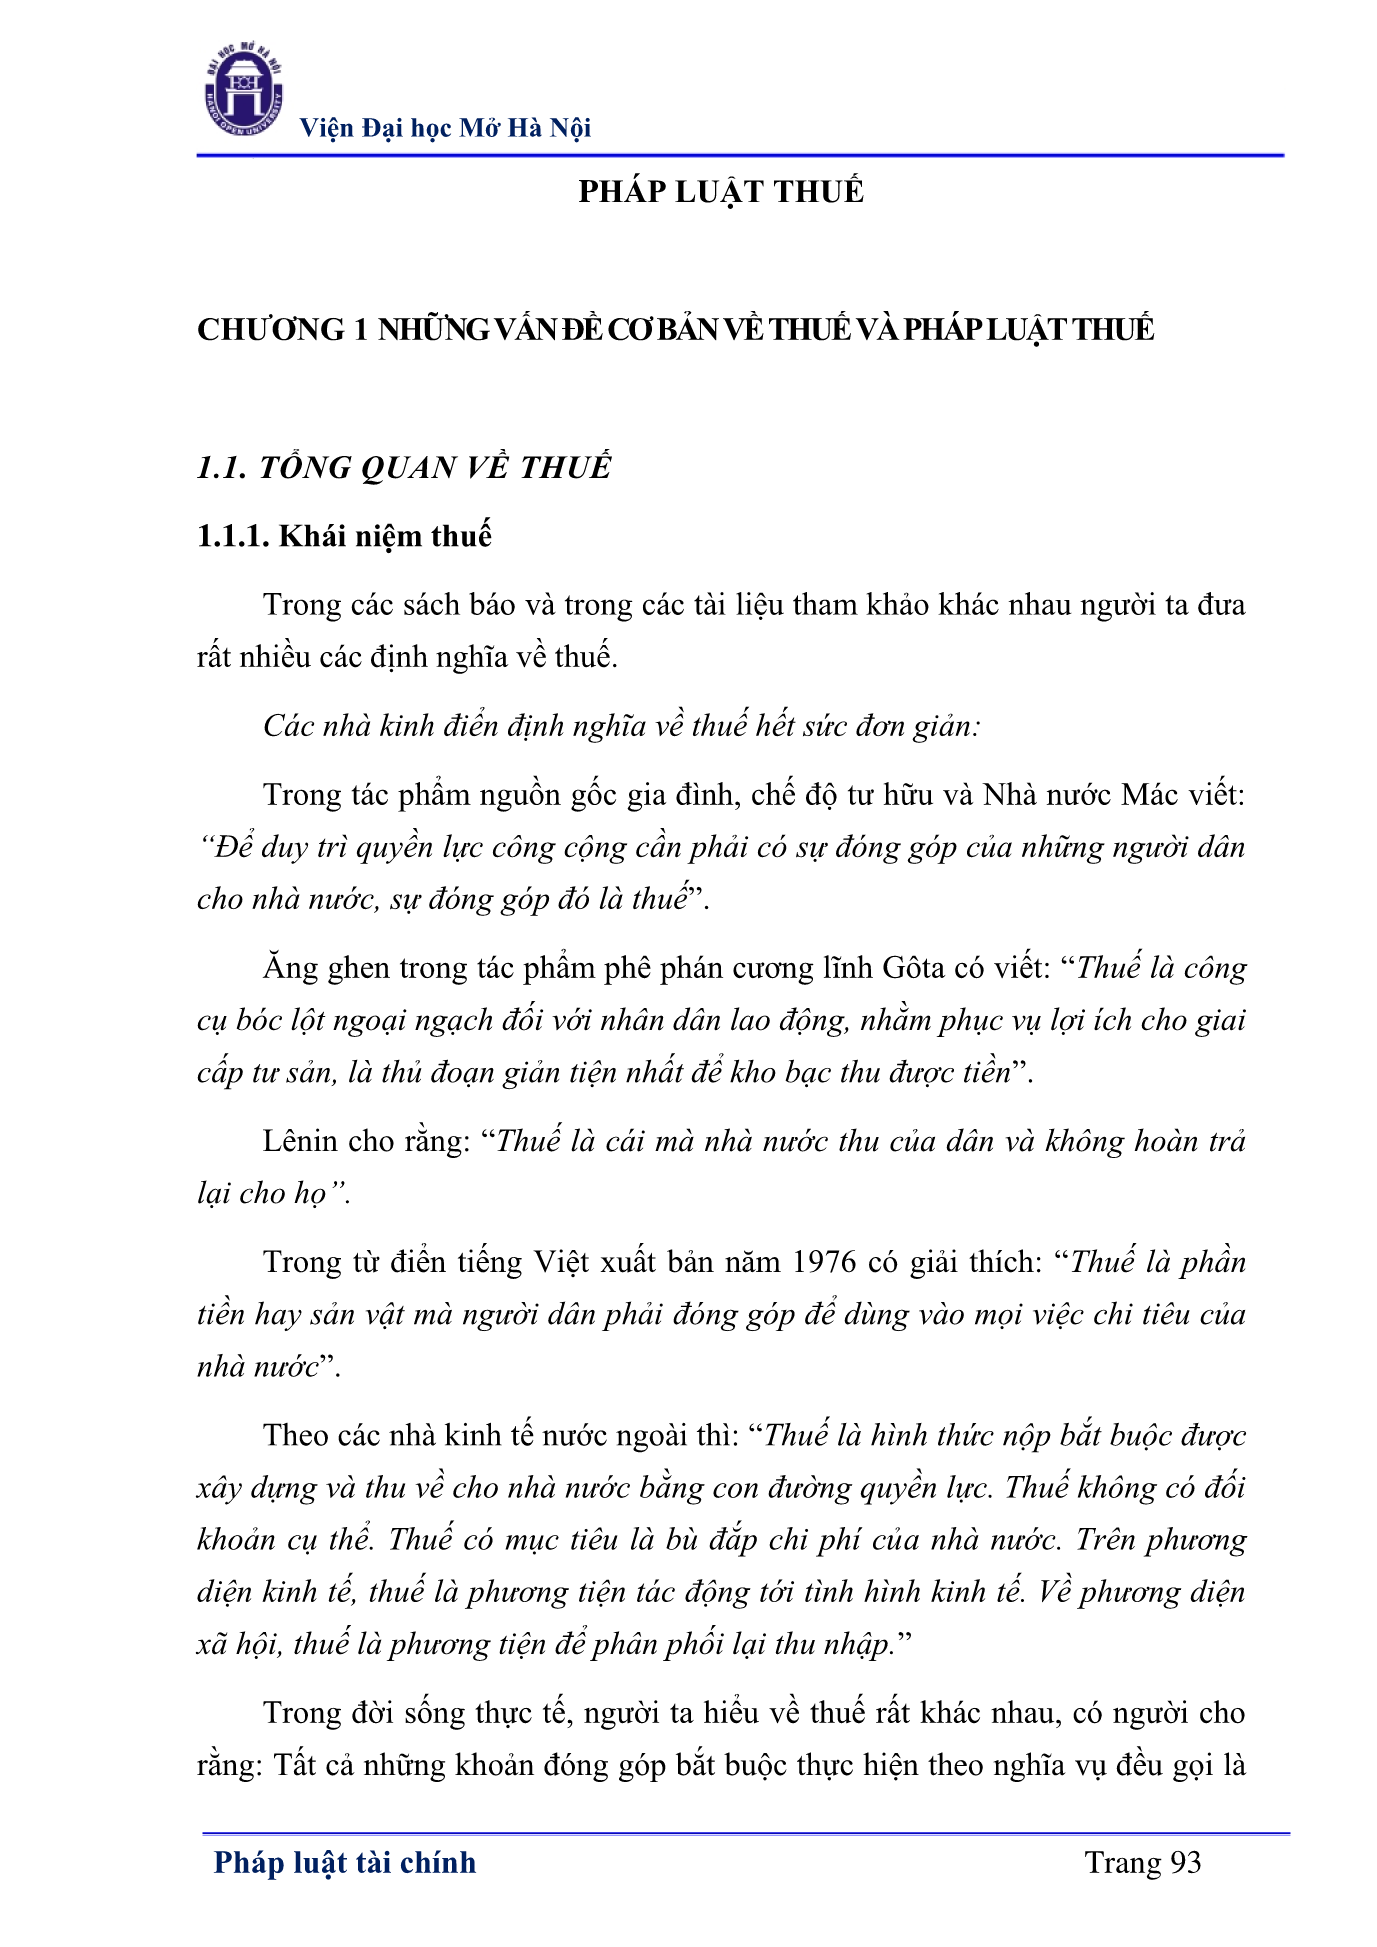 ĐẠI HỌC MỞ HÀ NỘI
HANOI OPEN UNIVERSITY
HOU
Viện Đại học Mở Hà Nội
PHÁP LUẬT THUẾ
CHƯƠNG 1 NHỮNG VẤN ĐỀ CƠ BẢN VỀ THUẾ VÀ PHÁP LUẬT THUẾ
1.1. TỔNG QUAN VỀ THUẾ
1.1.1. Khái niệm thuế
Trong các sách báo và trong các tài liệu tham khảo khác nhau người ta đưa
rất nhiều các định nghĩa về thuế.
Các nhà kinh điển định nghĩa về thuế hết sức đơn giản:
Trong tác phẩm nguồn gốc gia đình, chế độ tư hữu và Nhà nước Mác viết:
“Để duy trì quyền lực công cộng cần phải có sự đóng góp của những người dân
cho nhà nước, sự đóng góp đó là thuế”.
Ăng ghen trong tác phẩm phê phán cương lĩnh Gôta có viết: “Thuế là công
cụ bóc lột ngoại ngạch đối với nhân dân lao động, nhằm phục vụ lợi ích cho giai
cấp tư sản, là thủ đoạn giản tiện nhất để kho bạc thu được tiền”.
Lênin cho rằng: “Thuế là cái mà nhà nước thu của dân và không hoàn trả
lại cho họ”.
Trong từ điển tiếng Việt xuất bản năm 1976 có giải thích: “Thuế là phần
tiền hay sản vật mà người dân phải đóng góp để dùng vào mọi việc chi tiêu của
nhà nước”.
Theo các nhà kinh tế nước ngoài thì: “Thuế là hình thức nộp bắt buộc được
xây dựng và thu về cho nhà nước bằng con đường quyền lực. Thuế không có đối
khoản cụ thể. Thuế có mục tiêu là bù đắp chi phí của nhà nước. Trên phương
diện kinh tế, thuế là phương tiện tác động tới tình hình kinh tế. Về phương diện
xã hội, thuế là phương tiện để phân phối lại thu nhập.”
Trong đời sống thực tế, người ta hiểu về thuế rất khác nhau, có người cho
rằng: Tất cả những khoản đóng góp bắt buộc thực hiện theo nghĩa vụ đều gọi là
Pháp luật tài chính
Trang 93